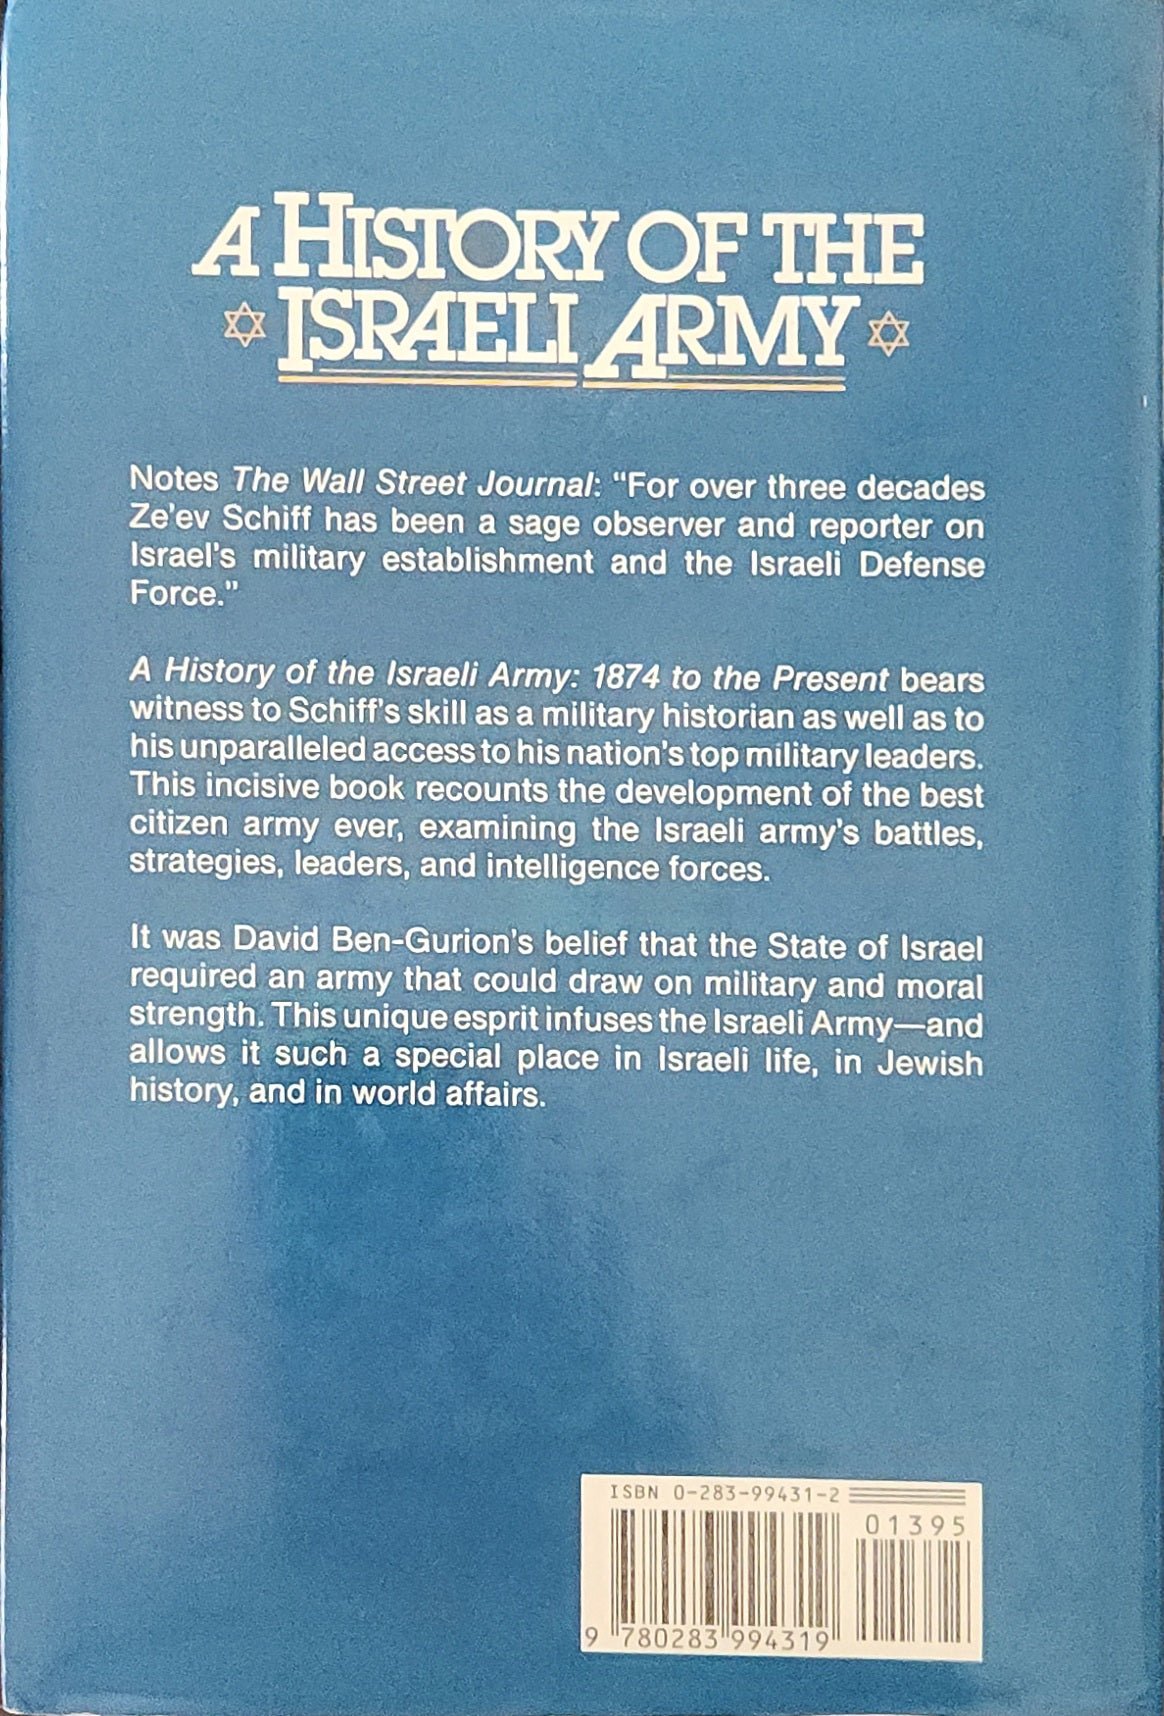 A HISTORY OF THE
ISRAELI ARMY
Notes The Wall Street Journal: "For over three decades
Ze'ev Schiff has been a sage observer and reporter on
Israel's military establishment and the Israeli Defense
Force."
A History of the Israeli Army: 1874 to the Present bears
witness to Schiff's skill as a military historian as well as to
his unparalleled access to his nation's top military leaders.
This incisive book recounts the development of the best
citizen army ever, examining the Israeli army's battles,
strategies, leaders, and intelligence forces.
It was David Ben-Gurion's belief that the State of Israel
required an army that could draw on military and moral
strength. This unique esprit infuses the Israeli Army—and
allows it such a special place in Israeli life, in Jewish
history, and in world affairs.
ISBN 0-283-99431-2
01395
9 780283 994319